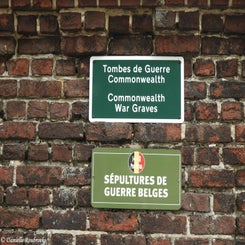 Tombes de Guerre
Commonwealth
Commonwealth
War Graves
SÉPULTURES DE
GUERRE BELGES